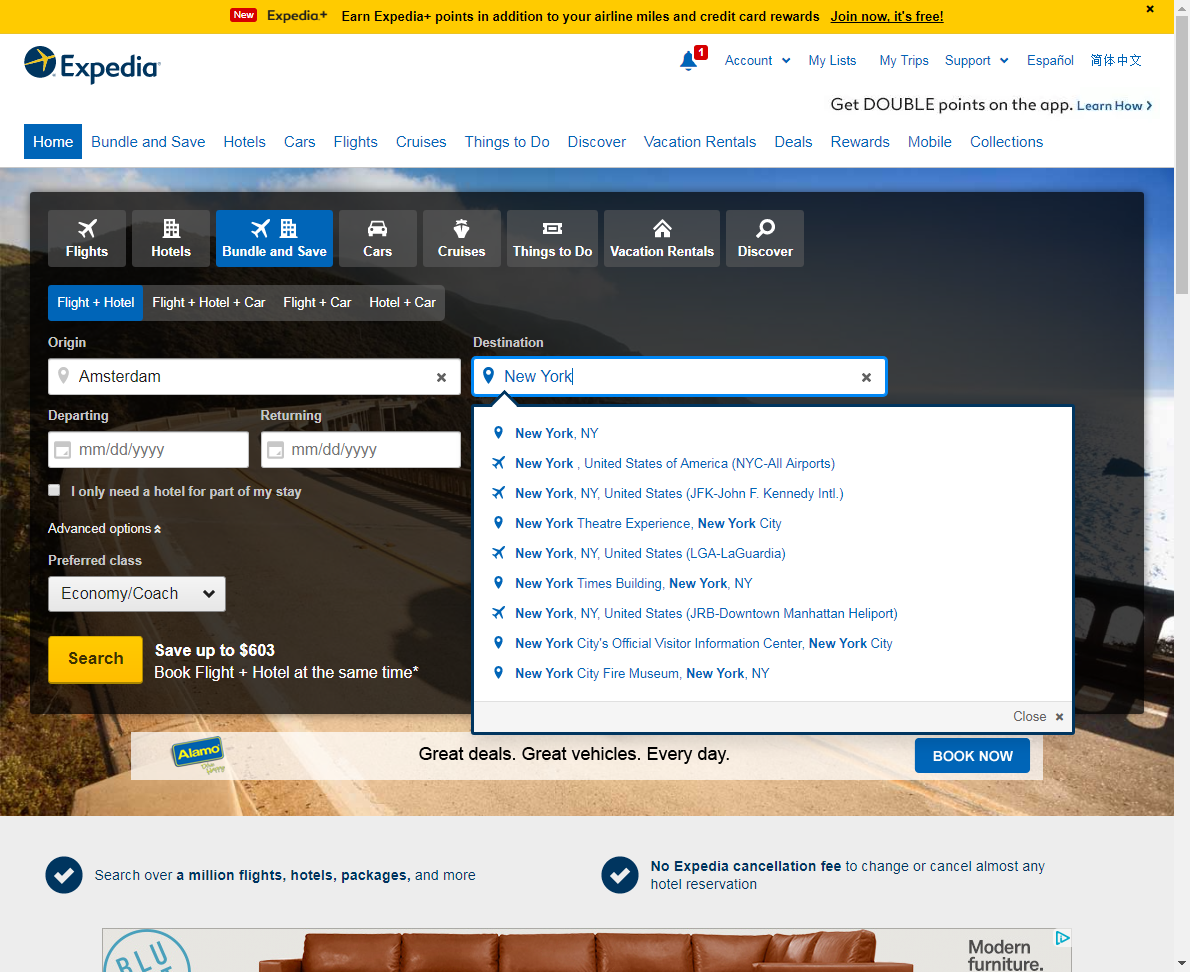 New Expedia+ Earn Expedia+ points in addition to your airline miles and credit card rewards Join now, it's free!
Expedia
1 Account My Lists My Trips Support Español 简体中文
Get DOUBLE points on the app. Learn How
Home Bundle and Save Hotels Cars Flights Cruises Things to Do Discover Vacation Rentals Deals Rewards Mobile Collections
Flights Hotels Bundle and Save Cars Cruises Things to Do Vacation Rentals Discover
Flight + Hotel Flight + Hotel + Car Flight + Car Hotel + Car
Origin Destination
Amsterdam New York
Departing Returning
mm/dd/yyyy mm/dd/yyyy
I only need a hotel for part of my stay
Advanced options
Preferred class
Economy/Coach
Search
Save up to $603
Book Flight + Hotel at the same time*
New York, NY
New York , United States of America (NYC-All Airports)
New York, NY, United States (JFK-John F. Kennedy Intl.)
New York Theatre Experience, New York City
New York, NY, United States (LGA-LaGuardia)
New York Times Building, New York, NY
New York, NY, United States (JRB-Downtown Manhattan Heliport)
New York City's Official Visitor Information Center, New York City
New York City Fire Museum, New York, NY
Close
Alamo Great deals. Great vehicles. Every day. BOOK NOW
Search over a million flights, hotels, packages, and more
No Expedia cancellation fee to change or cancel almost any
hotel reservation
BLU
Modern
furniture.